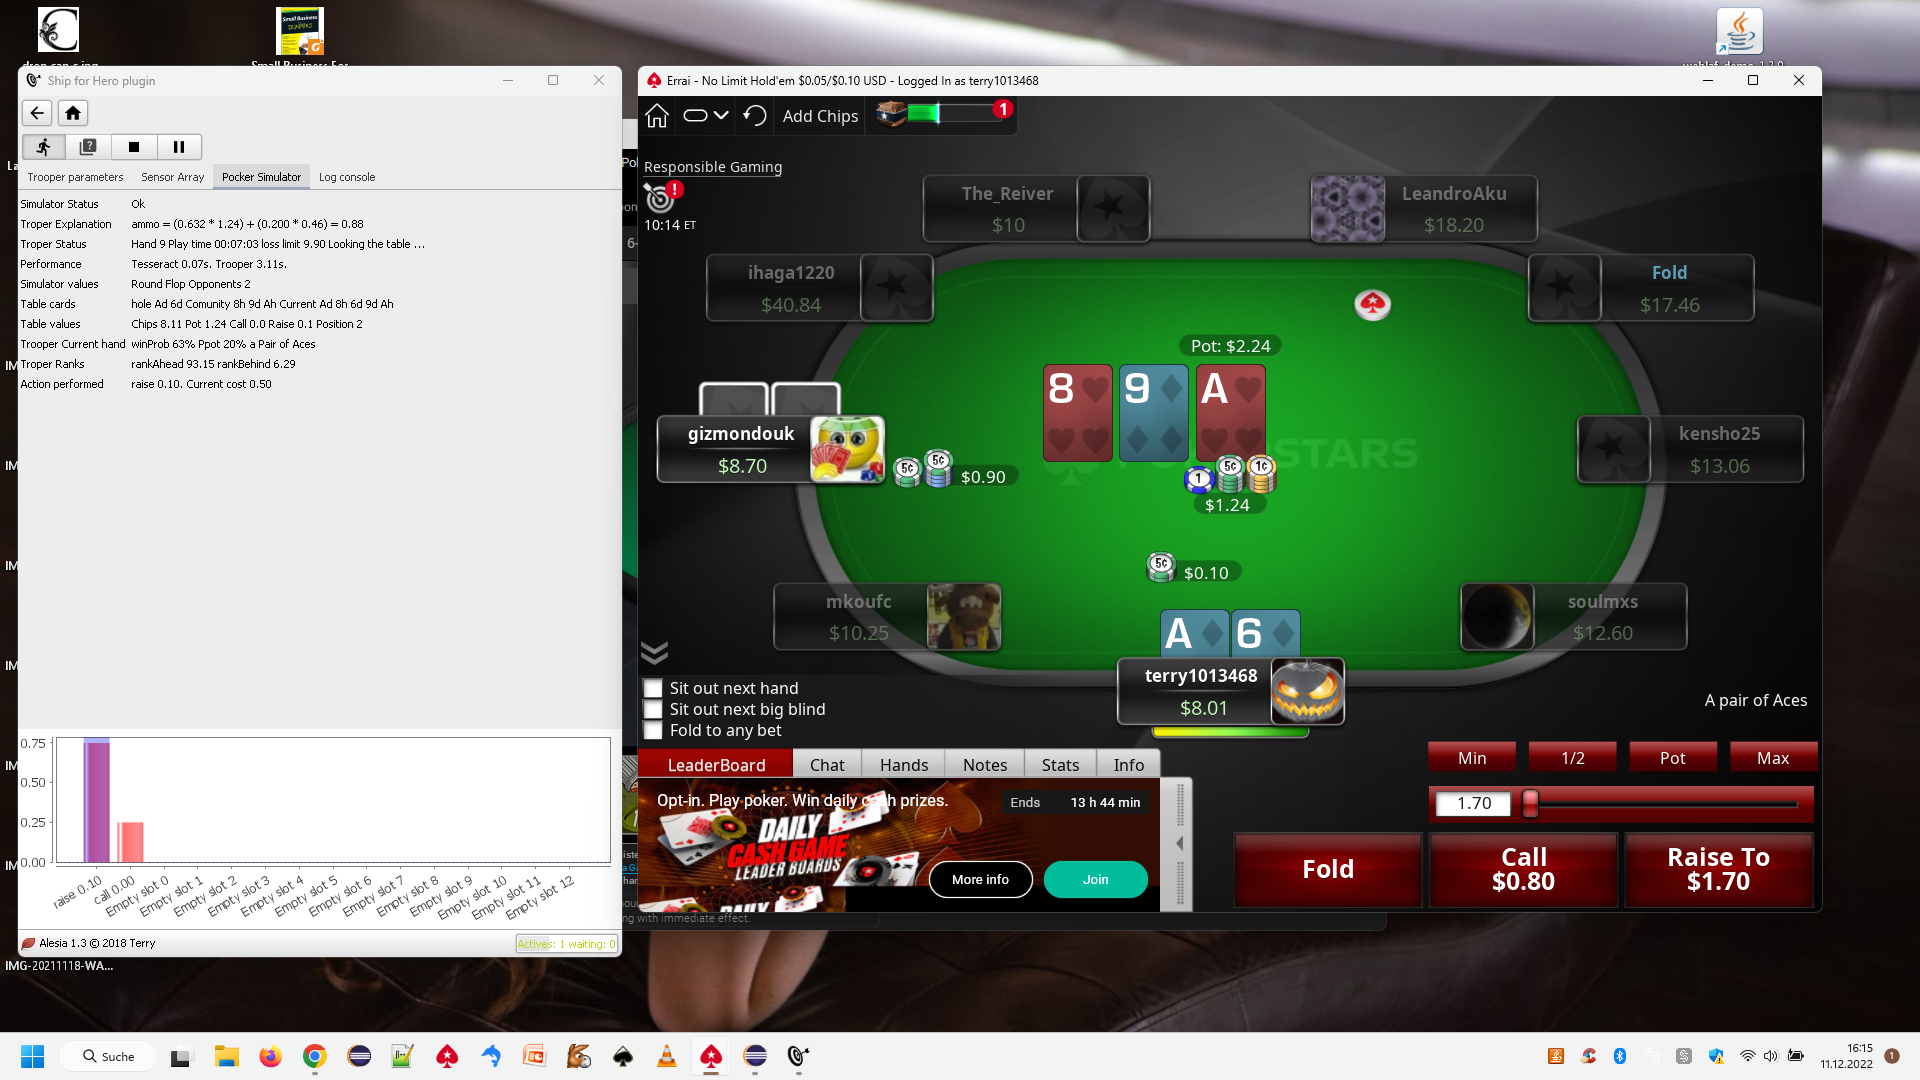 Small Business For
Ship for Hero plugin
Trooper parameters
Sensor Array
Pocker Simulator
Log console
Simulator Status Ok
Troper Explanation ammo = (0.632 * 1.24) + (0.200 * 0.46) = 0.88
Troper Status Hand 9 Play time 00:07:03 loss limit 9.90 Looking the table ...
Performance Tesseract 0.07s. Trooper 3.11s.
Simulator values Round Flop Opponents 2
Table cards hole Ad 6d Comunity 8h 9d Ah Current Ad 8h 6d 9d Ah
Table values Chips 8.11 Pot 1.24 Call 0.0 Raise 0.1 Position 2
Trooper Current hand winProb 63% Ppot 20% a Pair of Aces
Troper Ranks rankAhead 93.15 rankBehind 6.29
Action performed raise 0.10. Current cost 0.50
0.75
0.50
0.25
0.00
raise 0.10
call 0.00
Empty slot 0
Empty slot 1
Empty slot 2
Empty slot 3
Empty slot 4
Empty slot 5
Empty slot 6
Empty slot 7
Empty slot 8
Empty slot 9
Empty slot 10
Empty slot 11
Empty slot 12
Alesia 1.3 © 2018 Terry
Actives: 1 waiting: 0
IMG-20211118-WA...
Errai - No Limit Hold'em $0.05/$0.10 USD - Logged In as terry1013468
Add Chips
1
Responsible Gaming
10:14 ET
The_Reiver
$10
LeandroAku
$18.20
ihaga1220
$40.84
Fold
$17.46
Pot: $2.24
8 9 A
gizmondouk
$8.70
5¢ 5¢ $0.90
1 5¢ 1¢
$1.24
kensho25
$13.06
5¢ $0.10
mkoufc
$10.25
soulmxs
$12.60
A 6
terry1013468
$8.01
A pair of Aces
Sit out next hand
Sit out next big blind
Fold to any bet
LeaderBoard
Chat
Hands
Notes
Stats
Info
Opt-in. Play poker. Win daily cash prizes.
Ends 13 h 44 min
DAILY
CASH GAME
LEADER BOARDS
More info
Join
with immediate effect.
Min
1/2
Pot
Max
1.70
Fold
Call
$0.80
Raise To
$1.70
Suche
16:15
11.12.2022
1